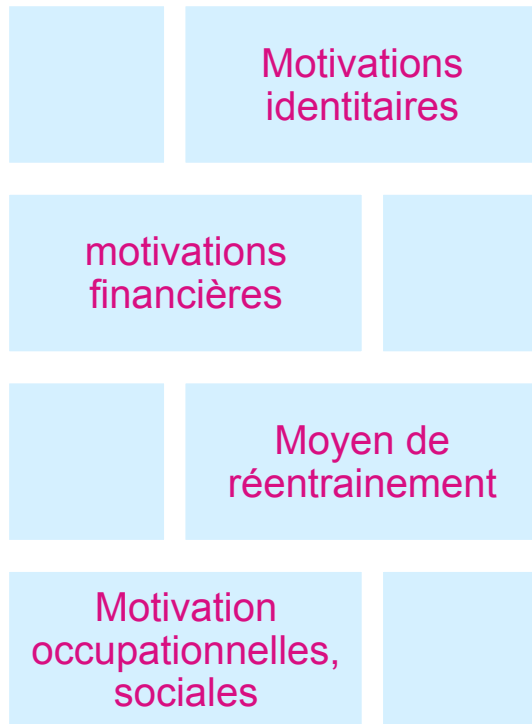 Motivations
identitaires
motivations
financières
Moyen de
réentrainement
Motivation
occupationnelles,
sociales